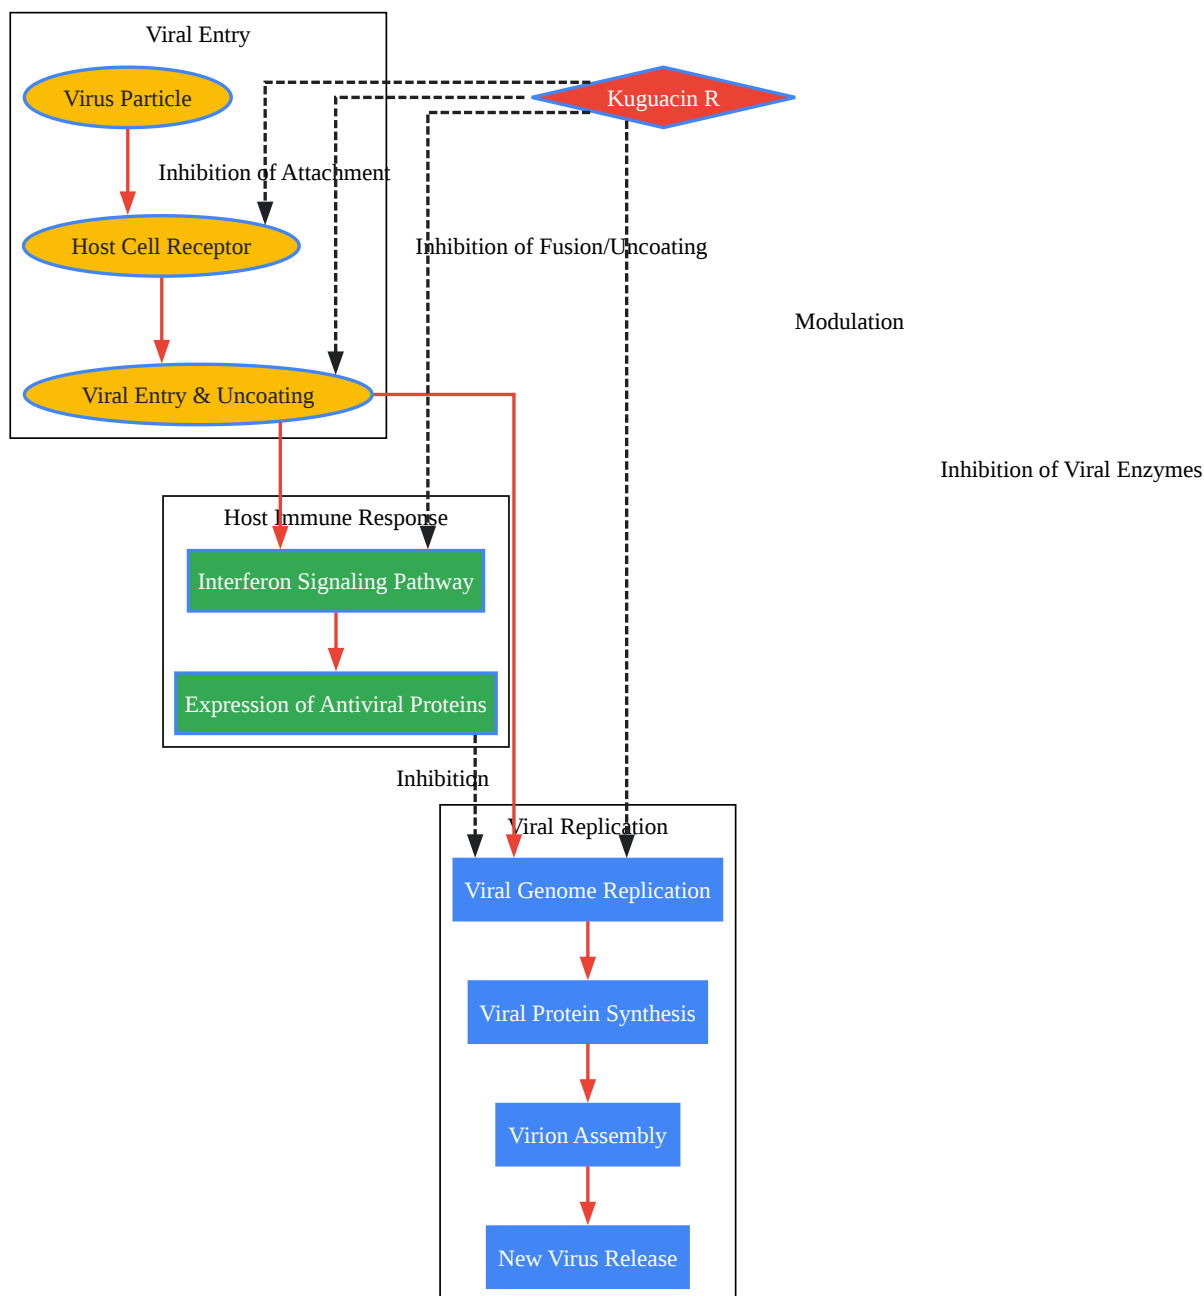 Viral Entry
Virus Particle
Kuguacin R
Inhibition of Attachment
Host Cell Receptor
Inhibition of Fusion/Uncoating
Modulation
Viral Entry & Uncoating
Inhibition of Viral Enzymes
Host Immune Response
Interferon Signaling Pathway
Expression of Antiviral Proteins
Inhibition
Viral Replication
Viral Genome Replication
Viral Protein Synthesis
Virion Assembly
New Virus Release